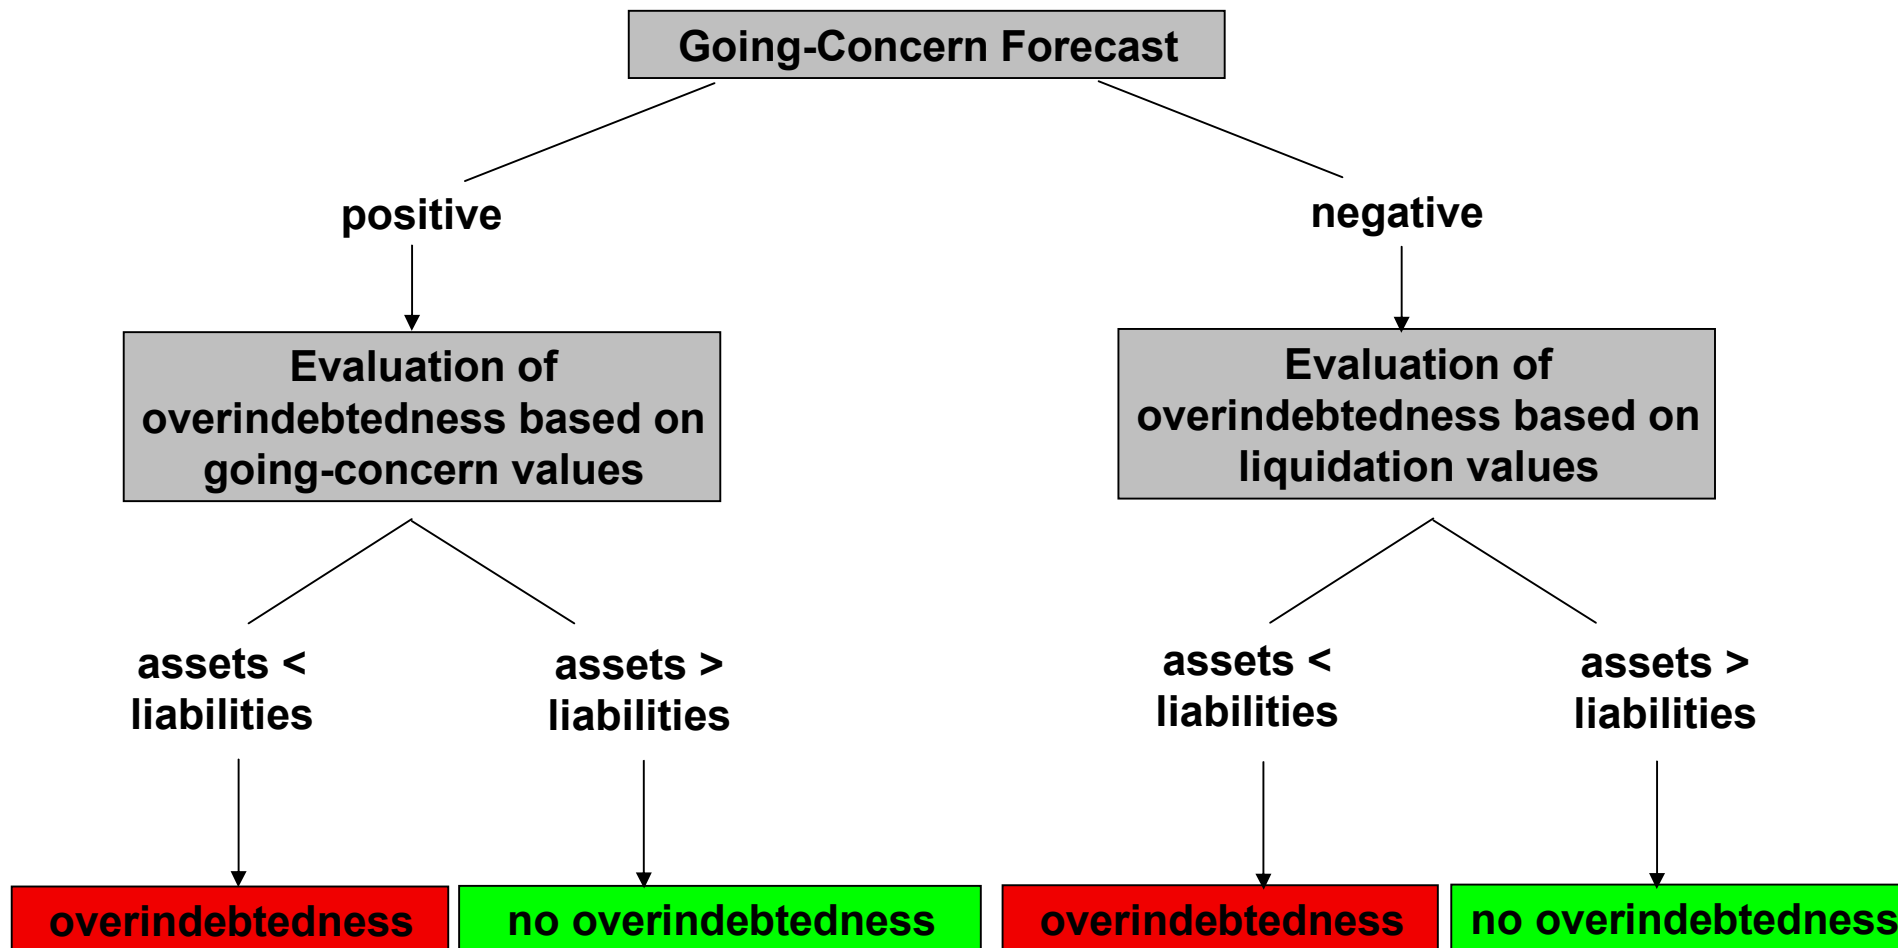 Going-Concern Forecast
positive
negative
Evaluation of
overindebtedness based on
going-concern values
Evaluation of
overindebtedness based on
liquidation values
assets <
liabilities
assets >
liabilities
assets <
liabilities
assets >
liabilities
overindebtedness
no overindebtedness
overindebtedness
no overindebtedness